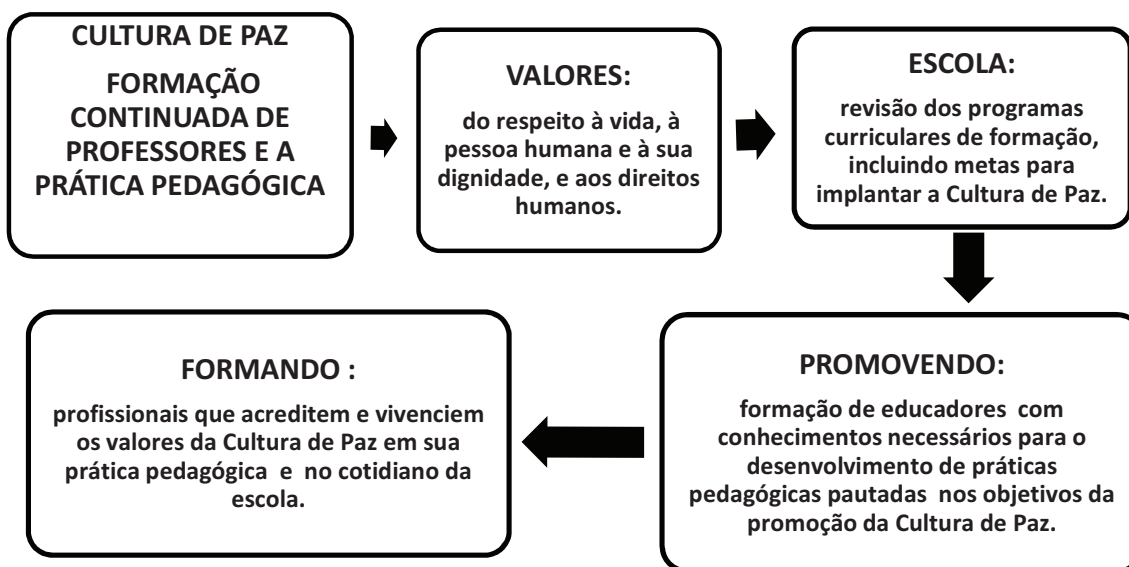 CULTURA DE PAZ
FORMAÇÃO
CONTINUADA DE
PROFESSORES E A
PRÁTICA PEDAGÓGICA
VALORES:
do respeito à vida, à
pessoa humana e à sua
dignidade, e aos direitos
humanos.
ESCOLA:
revisão dos programas
curriculares de formação,
incluindo metas para
implantar a Cultura de Paz.
PROMOVENDO:
formação de educadores com
conhecimentos necessários para o
desenvolvimento de práticas
pedagógicas pautadas nos objetivos da
promoção da Cultura de Paz.
FORMANDO :
profissionais que acreditem e vivenciem
os valores da Cultura de Paz em sua
prática pedagógica e no cotidiano da
escola.